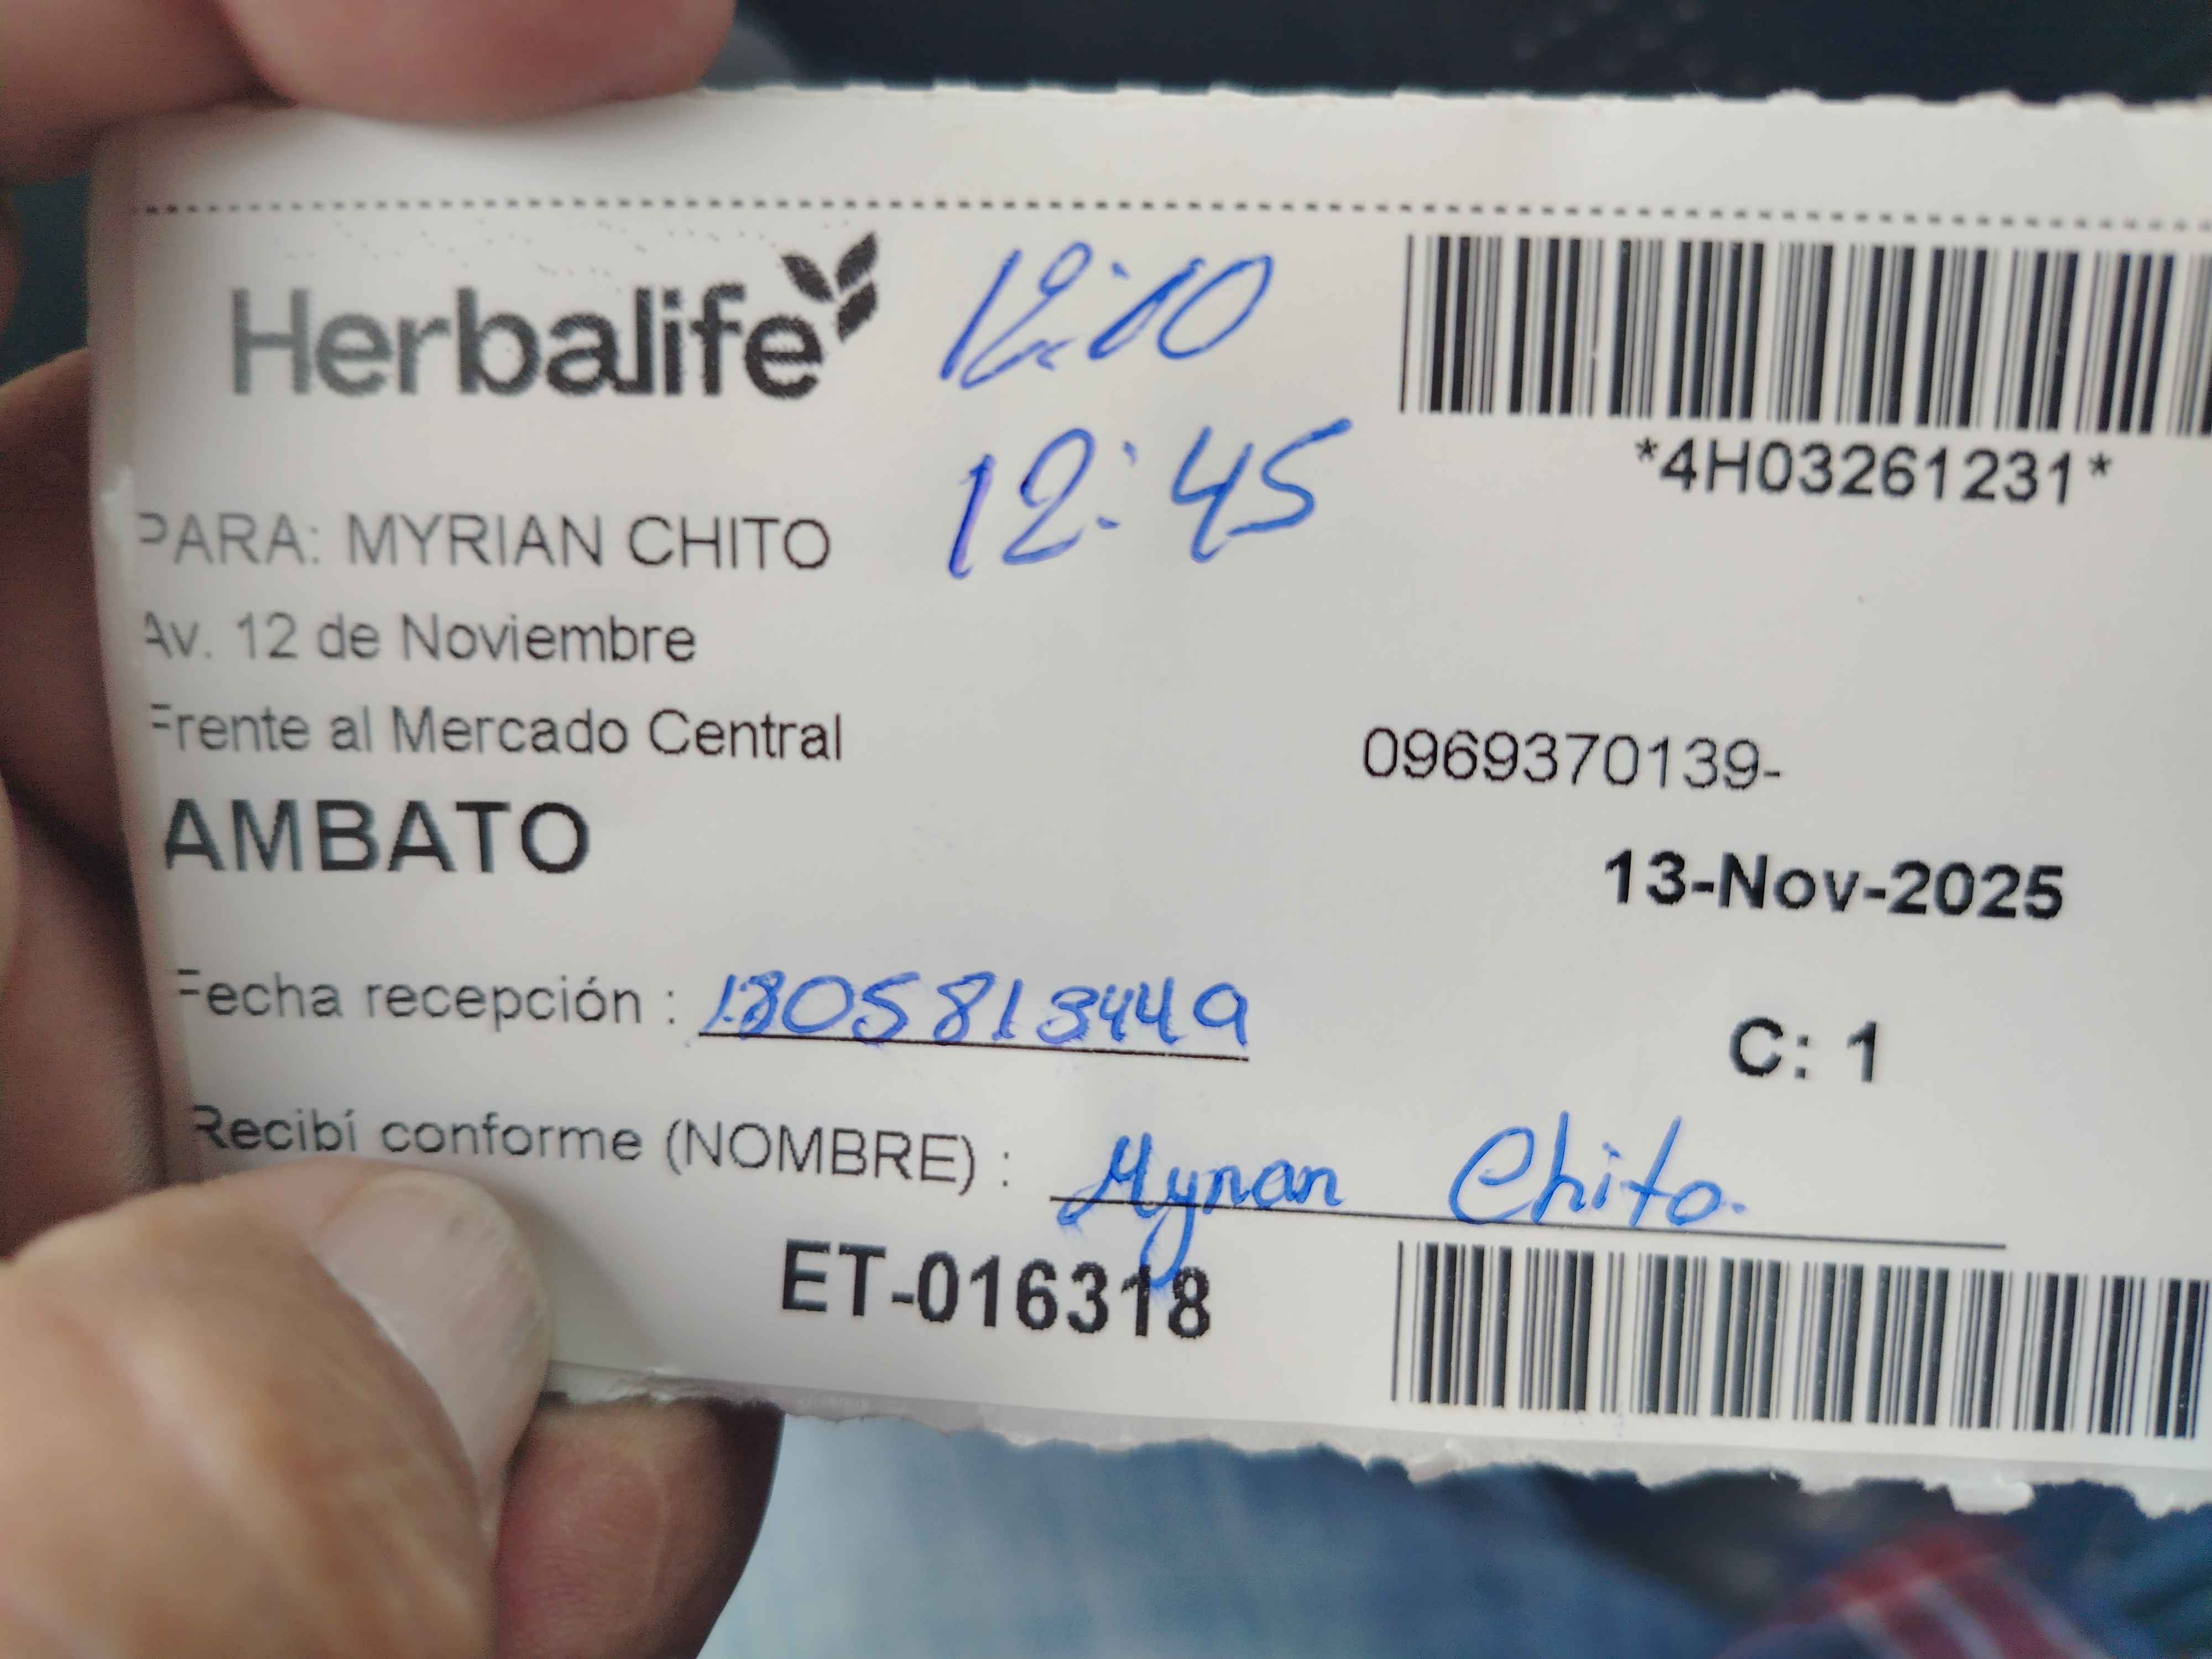 Herbalife
12:10
12:45
*4H03261231*
PARA: MYRIAN CHITO
Av. 12 de Noviembre
Frente al Mercado Central
0969370139-
AMBATO
13-Nov-2025
Fecha recepción : 1805813449
C: 1
Recibí conforme (NOMBRE) : Myrian Chito.
ET-016318